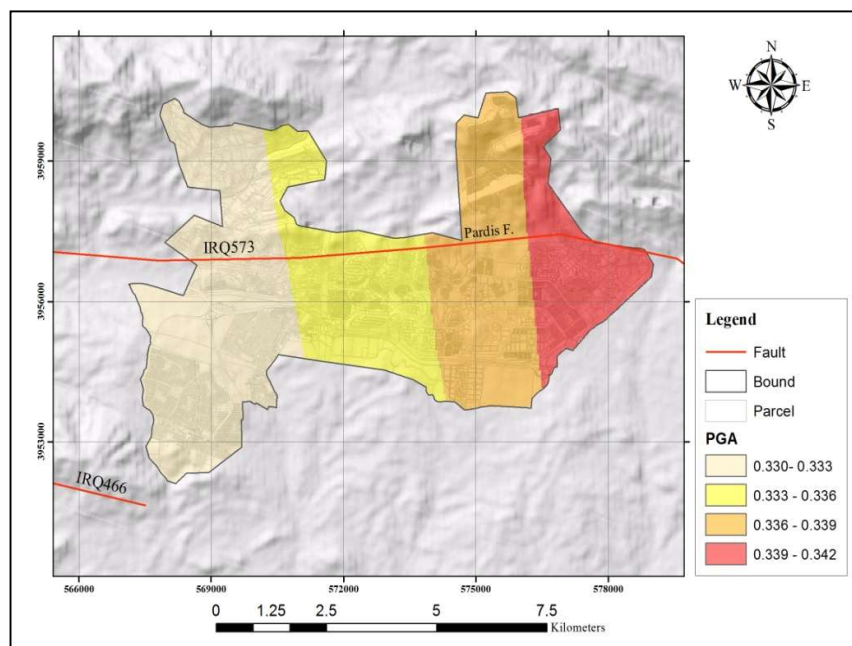 N
W E
S
3959000
3956000
3953000
IRQ573
Pardis F.
IRQ466
566000 569000 572000 575000 578000
0 1.25 2.5 5 7.5
Kilometers
Legend
Fault
Bound
Parcel
PGA
0.330- 0.333
0.333 - 0.336
0.336 - 0.339
0.339 - 0.342